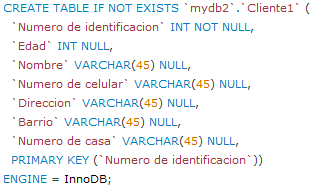 CREATE TABLE IF NOT EXISTS `mydb2`.`Cliente1` (
`Numero de identificacion` INT NOT NULL,
`Edad` INT NULL,
`Nombre` VARCHAR(45) NULL,
`Numero de celular` VARCHAR(45) NULL,
`Direccion` VARCHAR(45) NULL,
`Barrio` VARCHAR(45) NULL,
`Numero de casa` VARCHAR(45) NULL,
PRIMARY KEY (`Numero de identificacion`))
ENGINE = InnoDB;